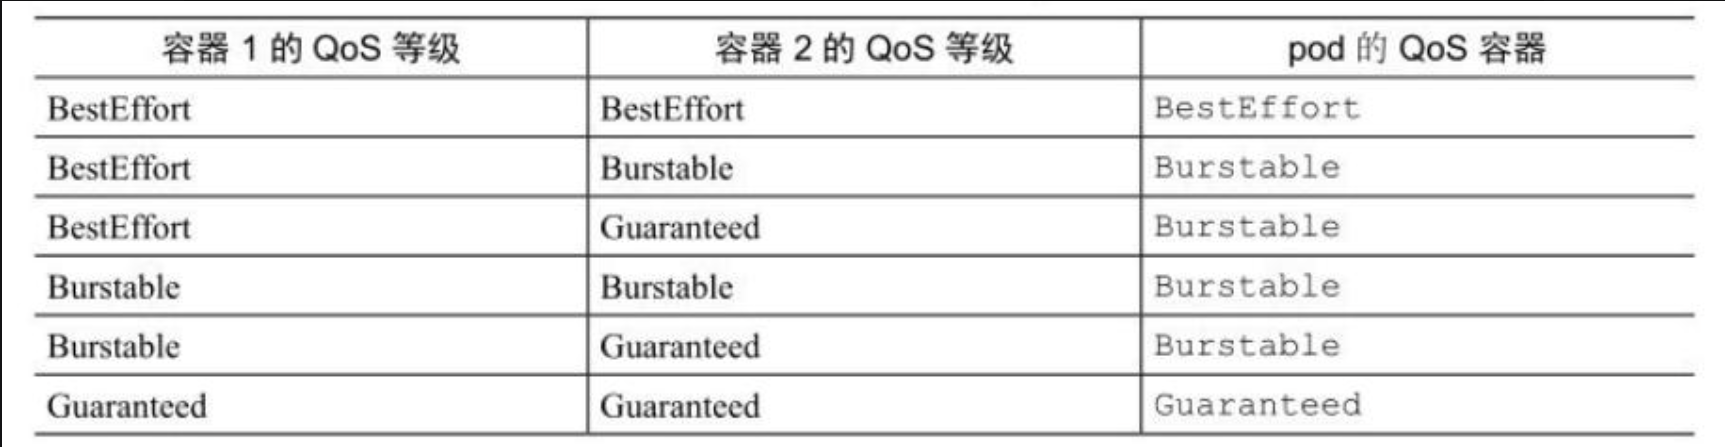 容器 1 的 QoS 等级 容器 2 的 QoS 等级 pod 的 QoS 容器
BestEffort BestEffort BestEffort
BestEffort Burstable Burstable
BestEffort Guaranteed Burstable
Burstable Burstable Burstable
Burstable Guaranteed Burstable
Guaranteed Guaranteed Guaranteed